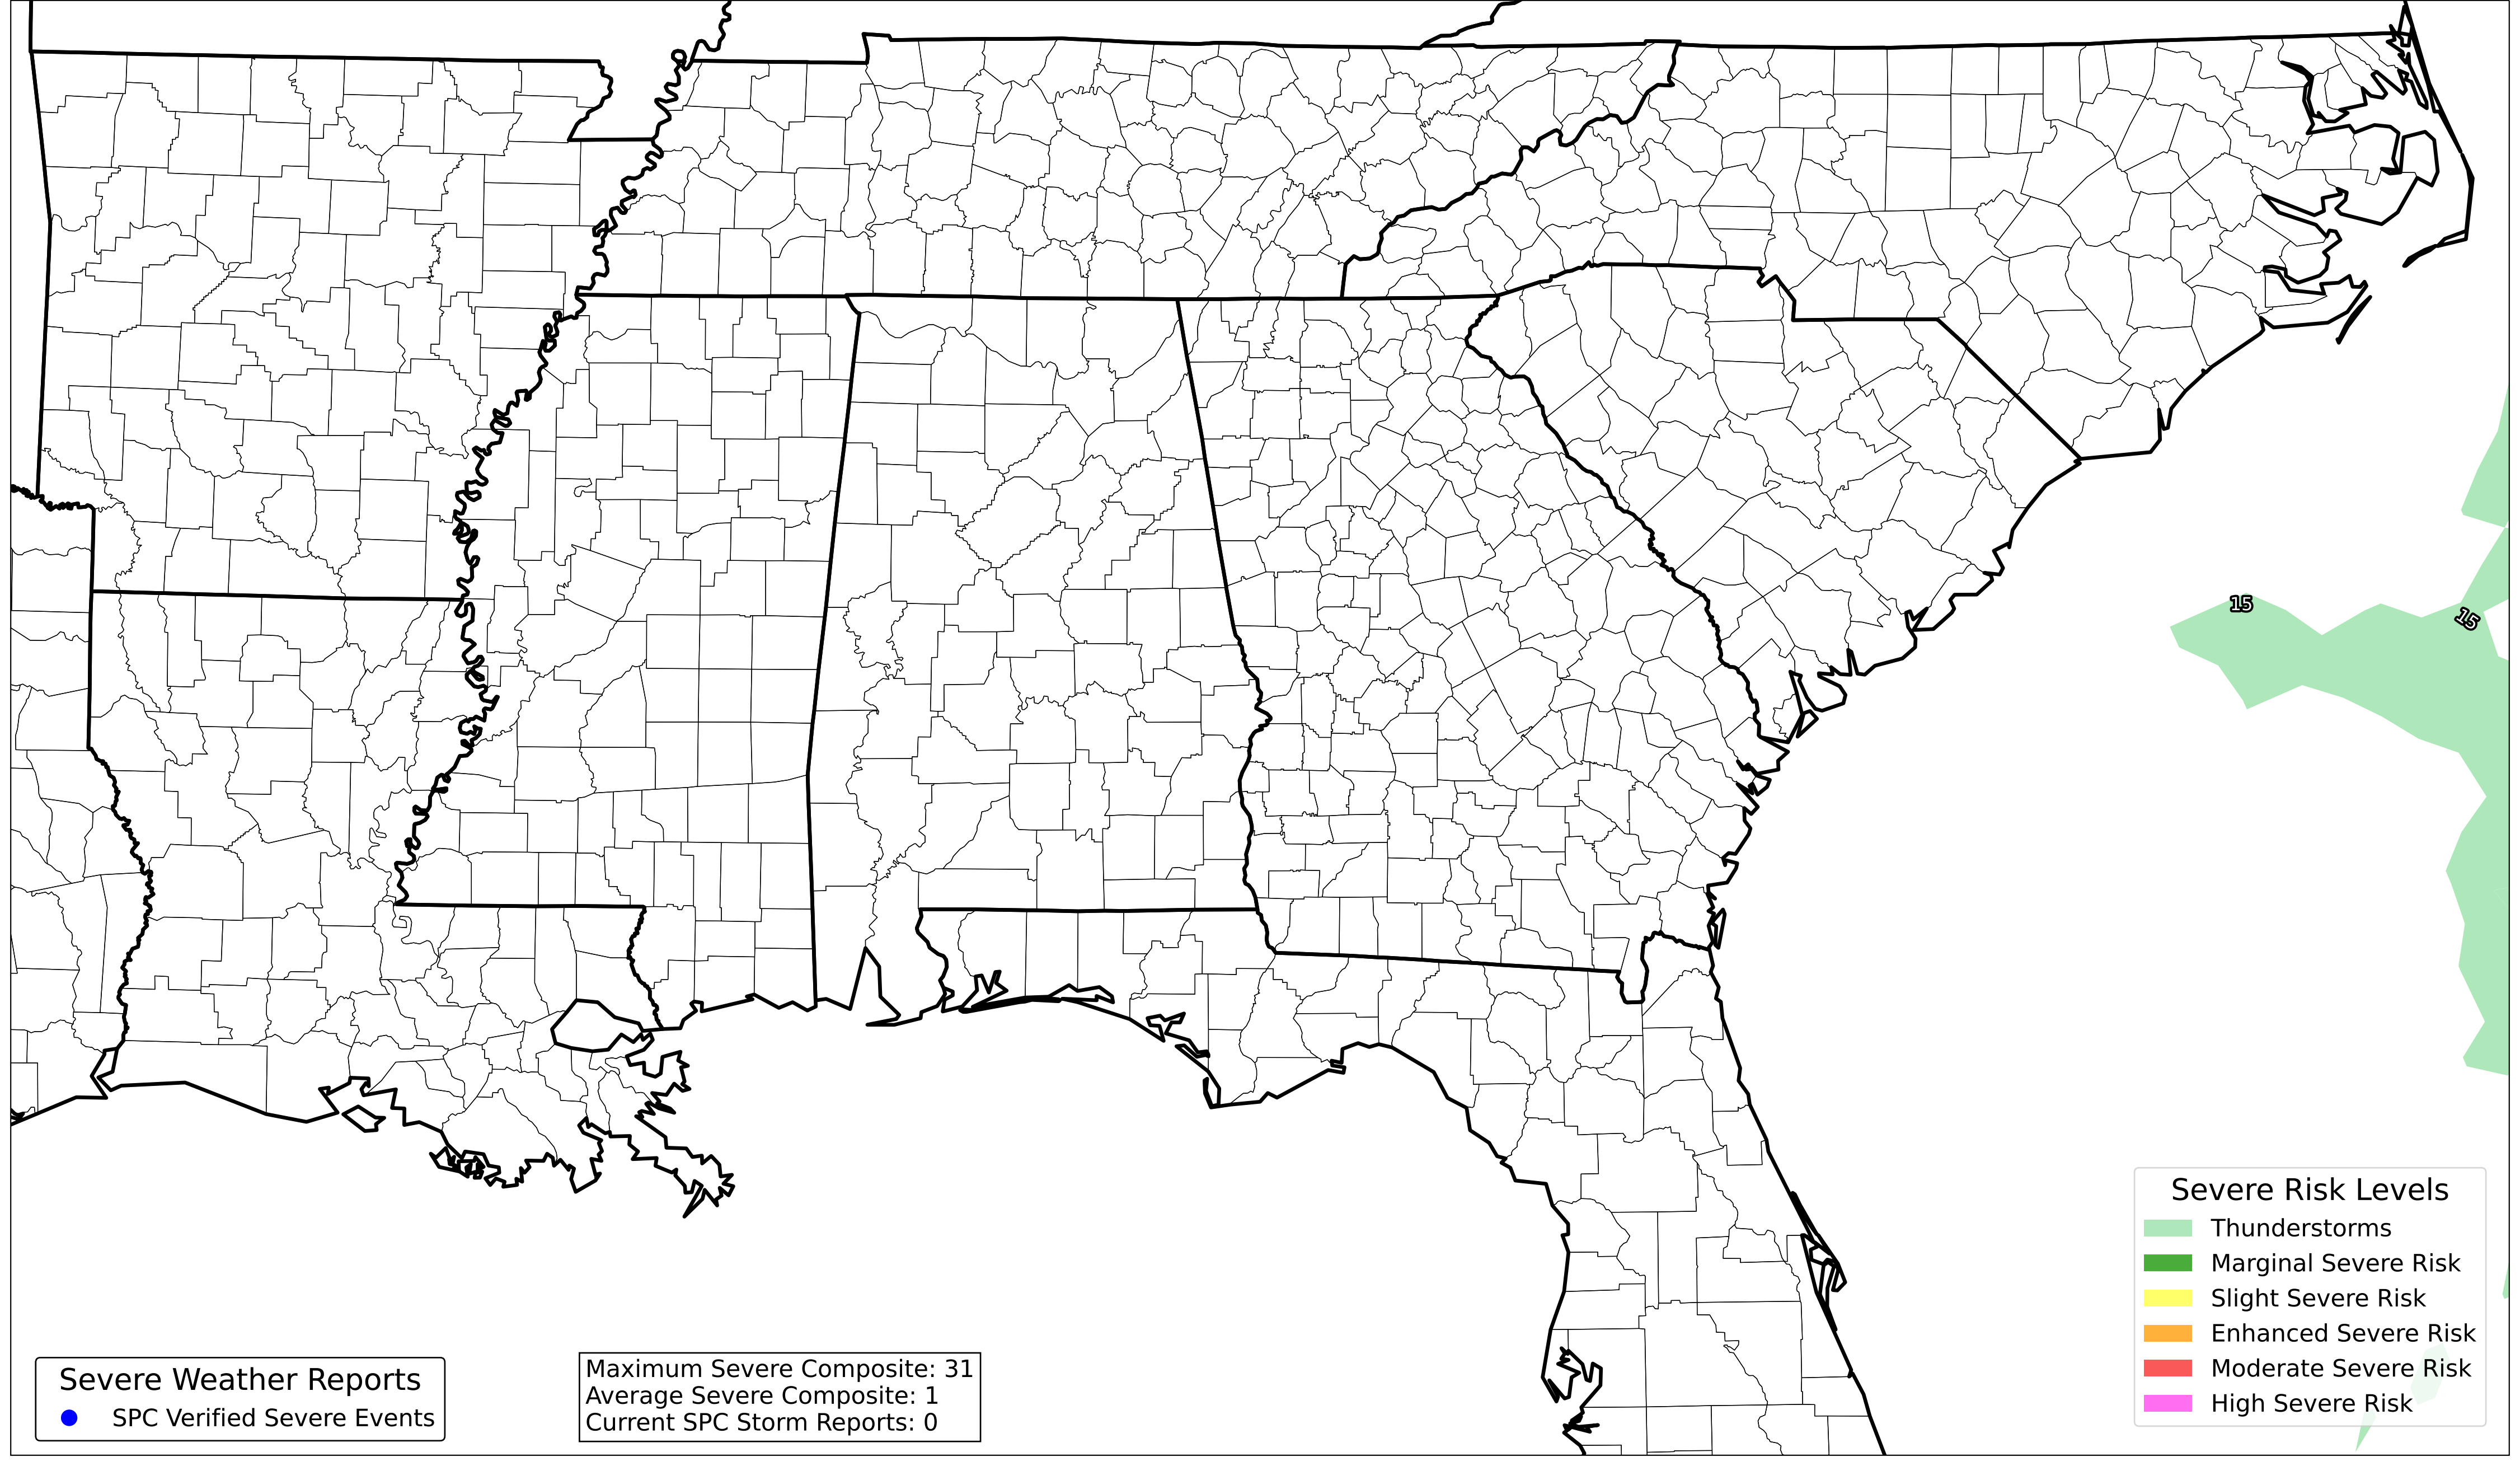 15
15
Severe Risk Levels
Thunderstorms
Marginal Severe Risk
Slight Severe Risk
Enhanced Severe Risk
Moderate Severe Risk
High Severe Risk
Severe Weather Reports
SPC Verified Severe Events
Maximum Severe Composite: 31
Average Severe Composite: 1
Current SPC Storm Reports: 0